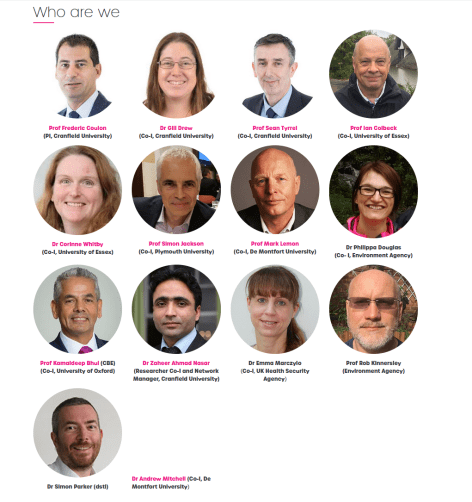 Who are we
Prof Frederic Coulon
(PI, Cranfield University)
Dr Gill Drew
(Co-I, Cranfield University)
Prof Sean Tyrrel
(Co-I, Cranfield University)
Prof Ian Colbeck
(Co-I, University of Essex)
Dr Corinne Whitby
(Co-I, University of Essex)
Prof Simon Jackson
(Co-I, Plymouth University)
Prof Mark Lemon
(Co-I, De Montfort University)
Dr Philippa Douglas
(Co- I, Environment Agency)
Prof Kamaldeep Bhui (CBE)
(Co-I, University of Oxford)
Dr Zaheer Ahmad Nasar
(Researcher Co-I and Network
Manager, Cranfield University)
Dr Emma Marczylo
(Co-I, UK Health Security
Agency)
Prof Rob Kinnersley
(Environment Agency)
Dr Simon Parker (dstl)
Dr Andrew Mitchell (Co-I, De
Montfort University)